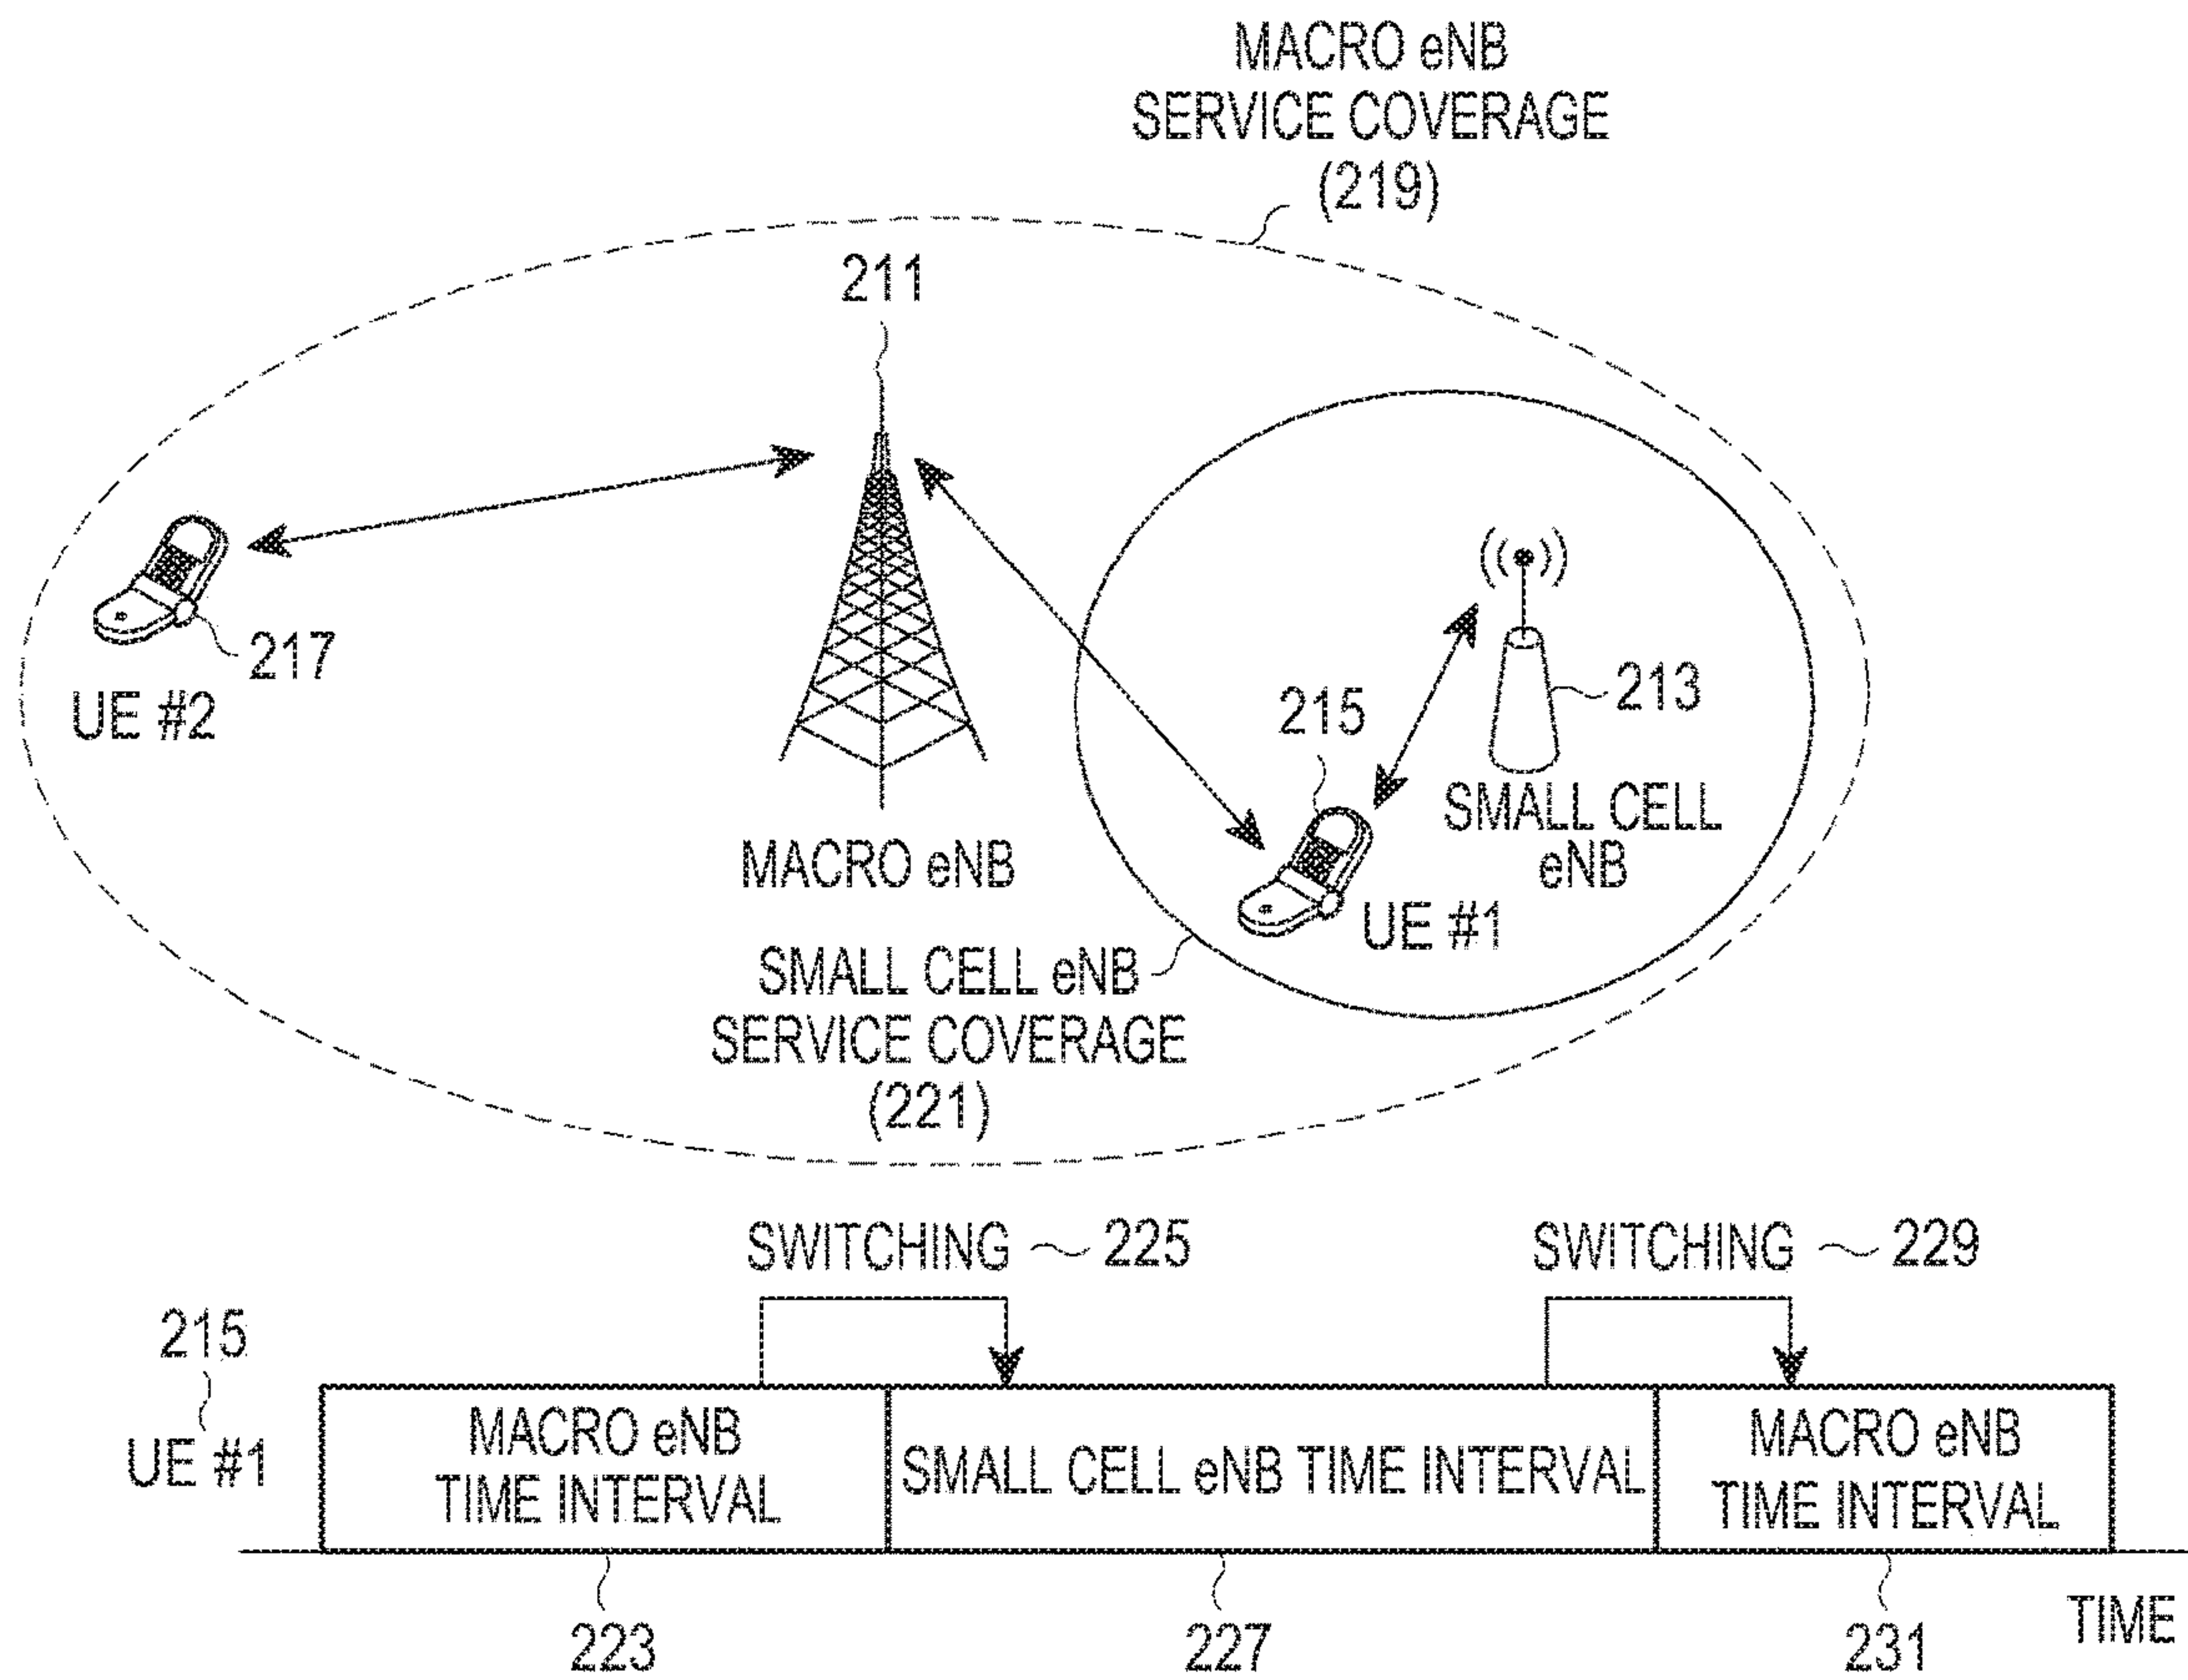 MACRO eNB
SERVICE COVERAGE
(219)
211
217
UE #2
213
215
SMALL CELL
eNB
MACRO eNB
UE #1
SMALL CELL eNB
SERVICE COVERAGE
(221)
SWITCHING 225
SWITCHING 229
215
UE #1
MACRO eNB
TIME INTERVAL
SMALL CELL eNB TIME INTERVAL
MACRO eNB
TIME INTERVAL
223
227
231
TIME